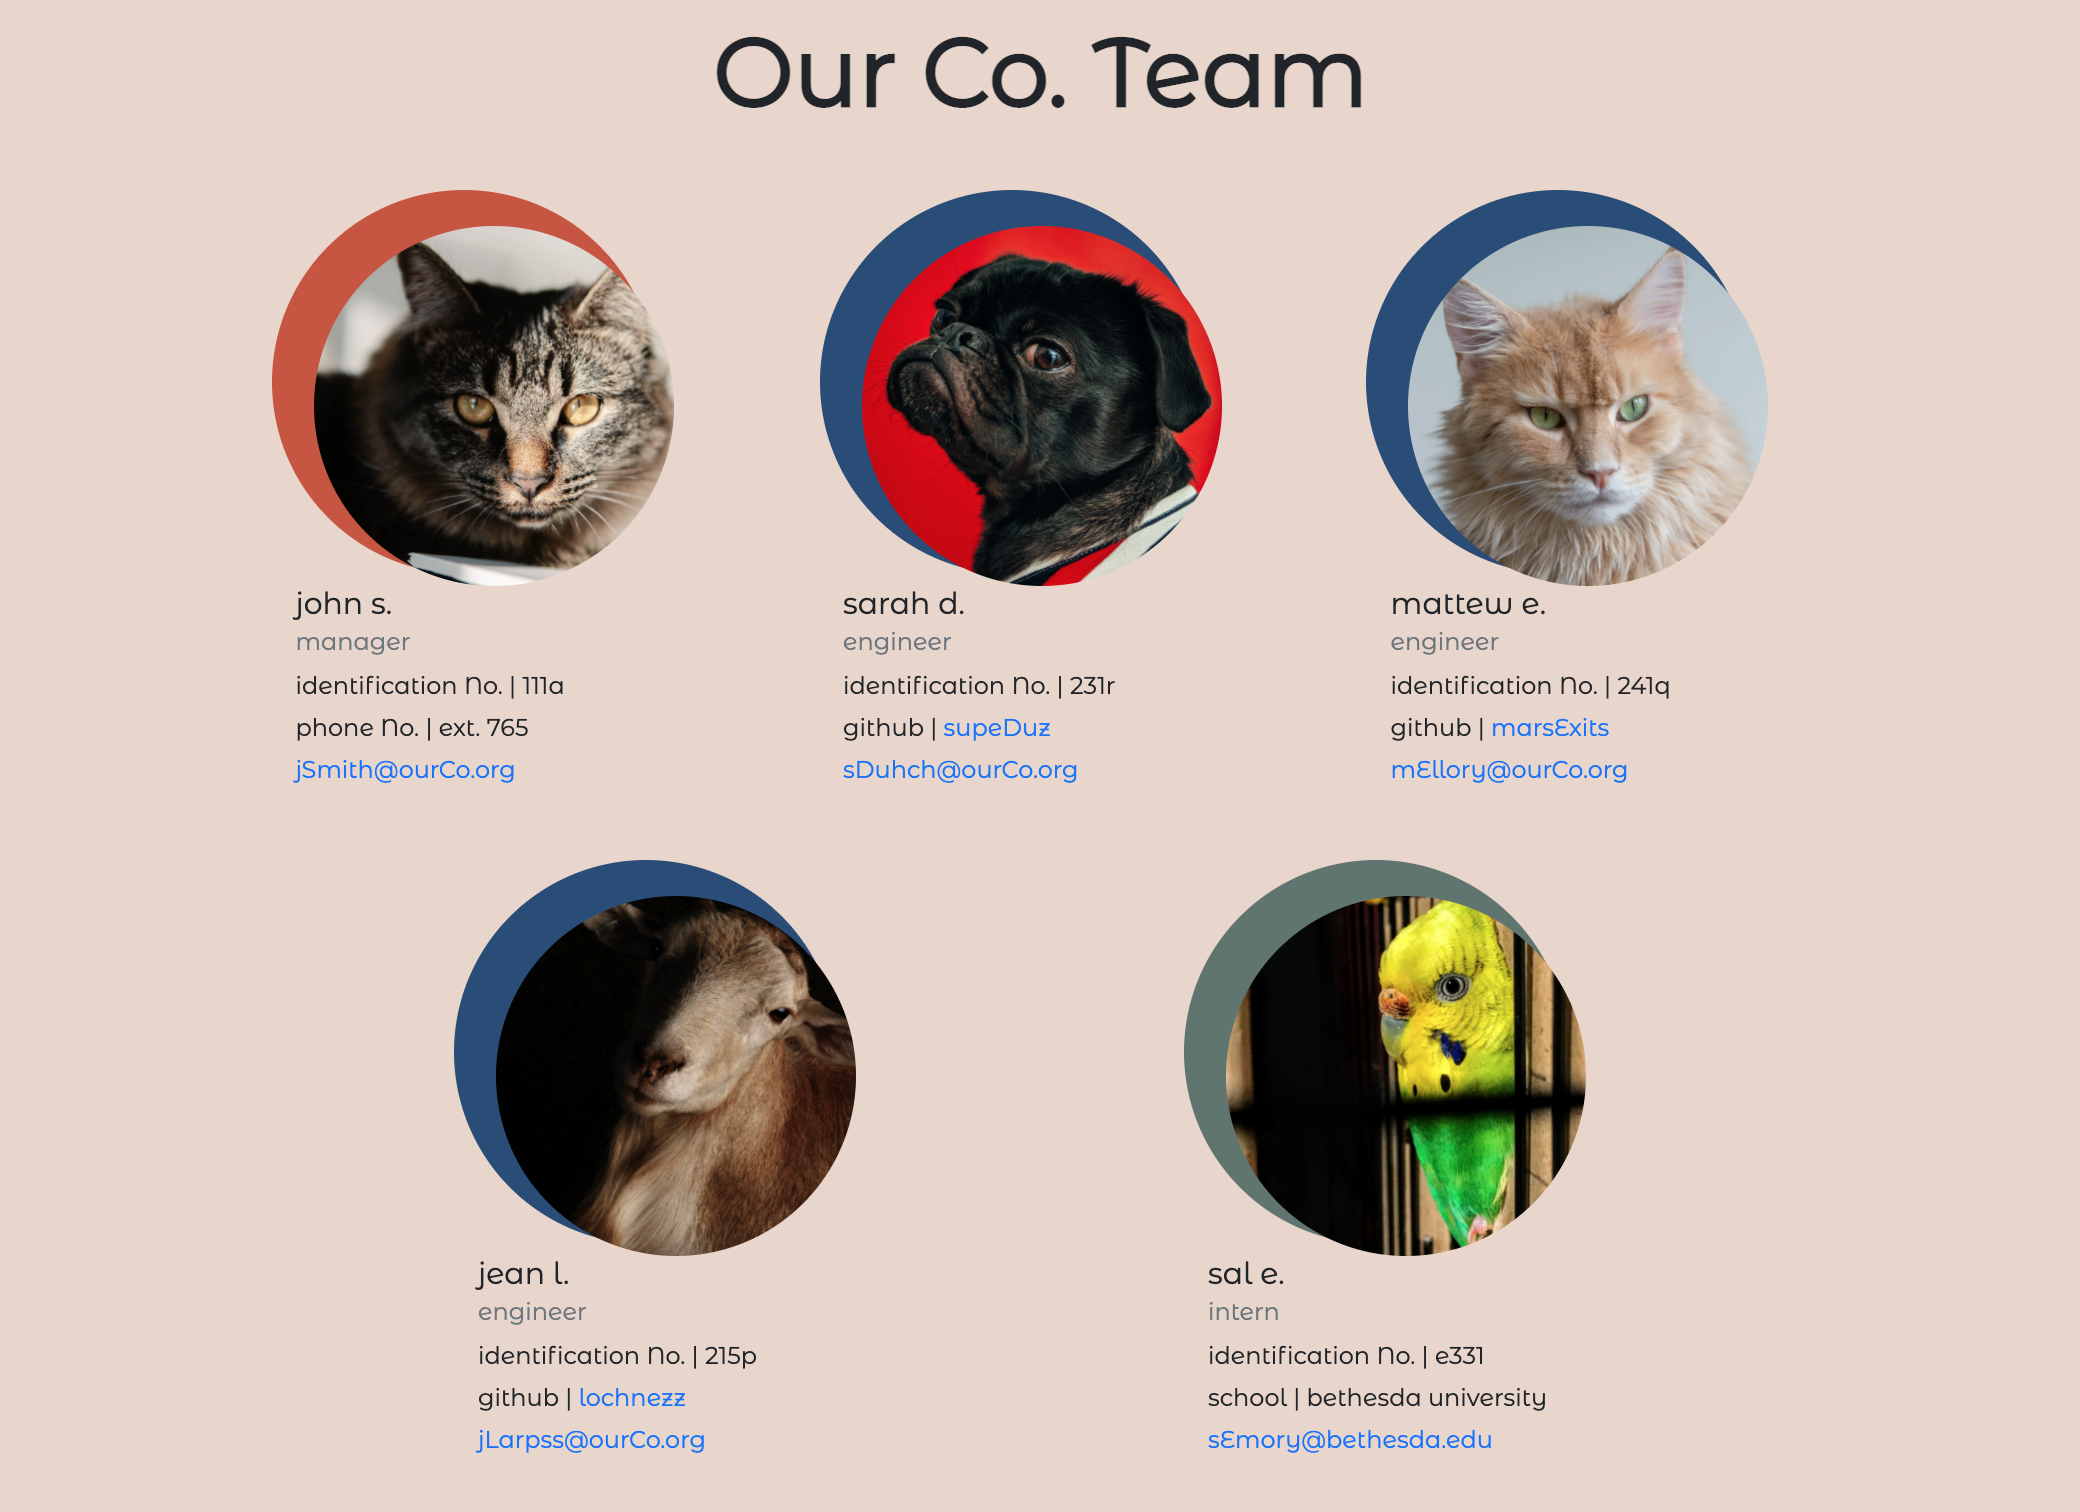 Our Co. Team
john s.
manager
identification No. | 111a
phone No. | ext. 765
jSmith@ourCo.org
sarah d.
engineer
identification No. | 231r
github | supeDuz
sDuhch@ourCo.org
mattew e.
engineer
identification No. | 241q
github | marsExits
mEllory@ourCo.org
jean l.
engineer
identification No. | 215p
github | lochnezz
jLarpss@ourCo.org
sal e.
intern
identification No. | e331
school | bethesda university
sEmory@bethesda.edu